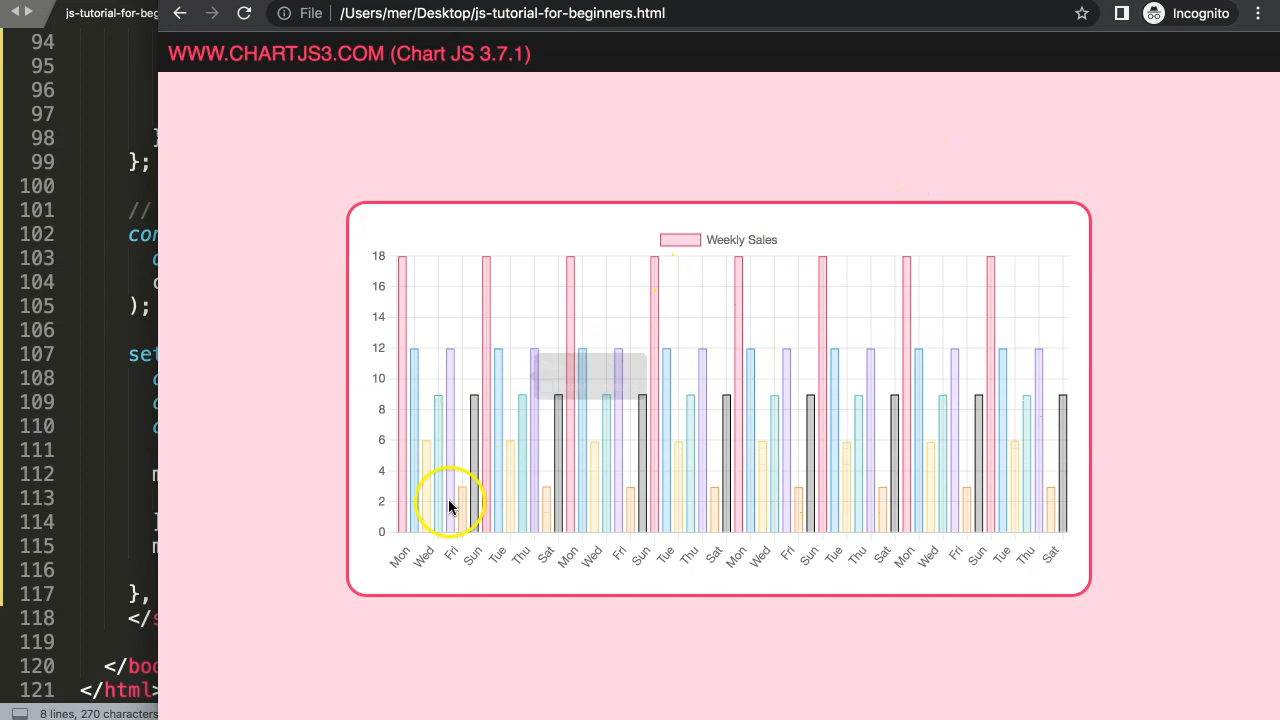 js-tutorial-for-beg
File /Users/mer/Desktop/js-tutorial-for-beginners.html Incognito
WWW.CHARTJS3.COM (Chart JS 3.7.1)
94
95
96
97
98 }
99 };
100
101 //
102 con
103
104 c
105 );
106
107 set
108
109
110
111
112 m
113
114 ]
115 m
116
117 },
118 </s
119
120 </boo
121 </html>
8 lines, 270 characters
Weekly Sales
18
16
14
12
10
8
6
4
2
0
Mon Wed Fri Sun Tue Thu Sat Mon Wed Fri Sun Tue Thu Sat Mon Wed Fri Sun Tue Thu Sat Mon Wed Fri Sun Tue Thu Sat